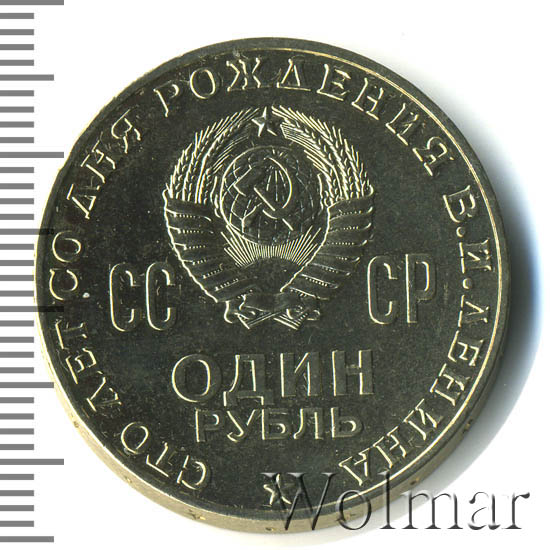 СТО ЛЕТ СО ДНЯ РОЖДЕНИЯ В.И.ЛЕНИНА
СС СР
ОДИН
РУБЛЬ
Wolmar